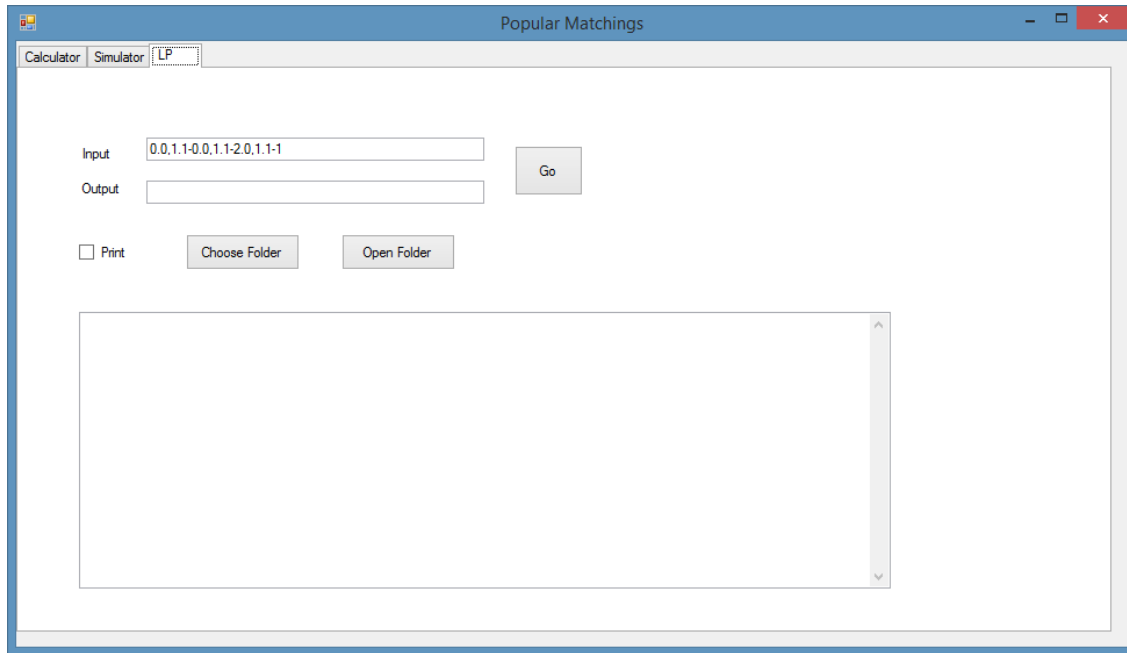 Popular Matchings
Calculator Simulator LP
Input 0.0,1.1-0.0,1.1-2.0,1.1-1
Go
Output
Print Choose Folder Open Folder